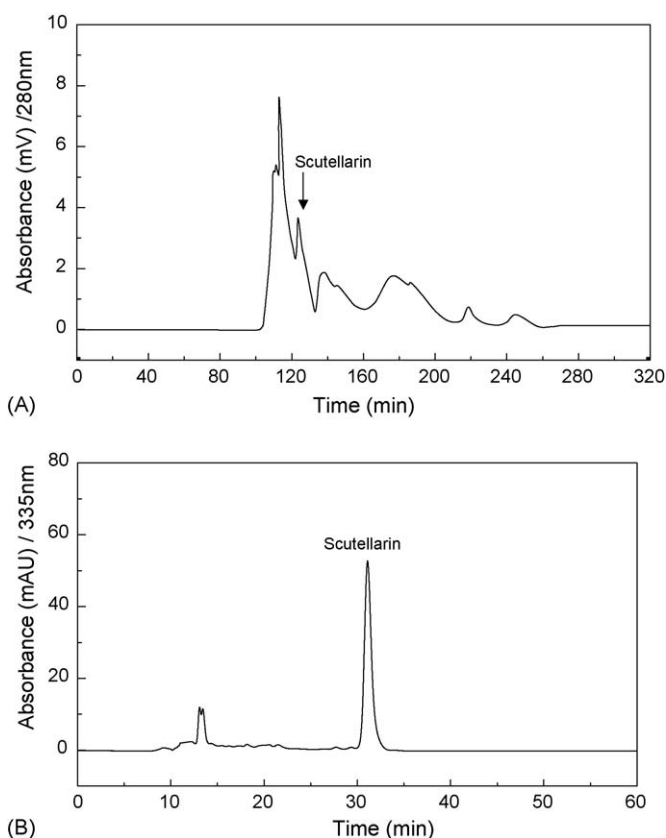 10
8
6
4
2
0
Absorbance (mV) /280nm
Scutellarin
0 40 80 120 160 200 240 280 320
Time (min)
(A)
80
60
40
20
0
Absorbance (mAU) / 335nm
Scutellarin
0 10 20 30 40 50 60
Time (min)
(B)